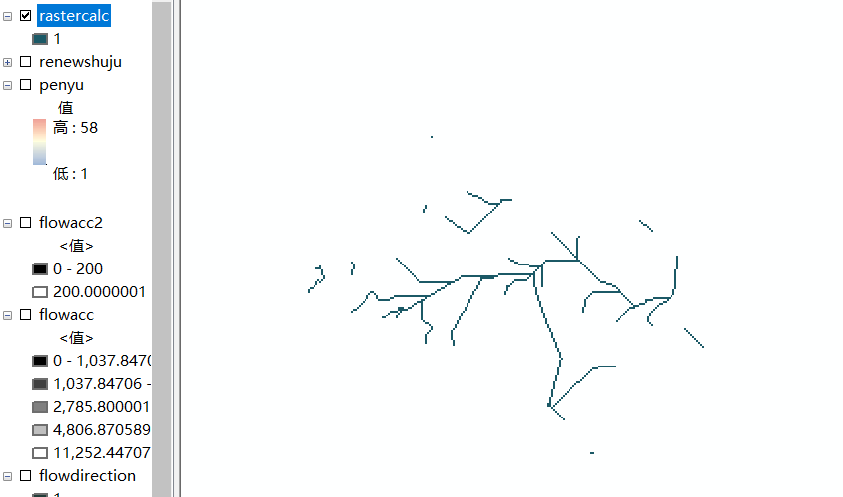 rastercalc
1
renewshuju
penyu
值
高 : 58
低 : 1
flowacc2
<值>
0 - 200
200.0000001
flowacc
<值>
0 - 1,037.8470
1,037.84706 -
2,785.800001
4,806.870589
11,252.44707
flowdirection
1